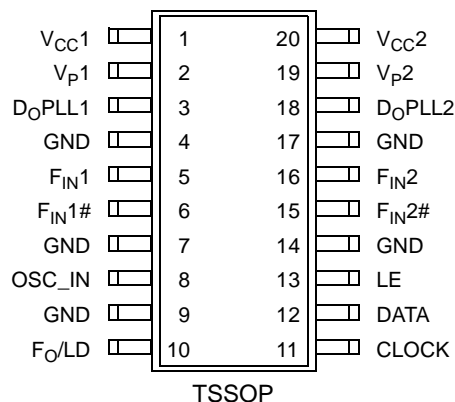 VCC1 1 20 VCC2
VP1 2 19 VP2
DOPLL1 3 18 DOPLL2
GND 4 17 GND
FIN1 5 16 FIN2
FIN1# 6 15 FIN2#
GND 7 14 GND
OSC_IN 8 13 LE
GND 9 12 DATA
FO/LD 10 11 CLOCK
TSSOP